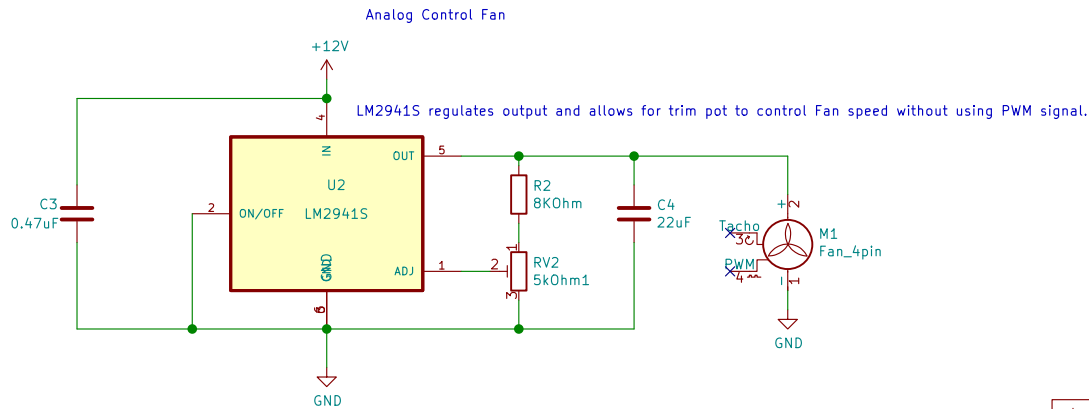 Analog Control Fan
+12V
LM2941S regulates output and allows for trim pot to control Fan speed without using PWM signal.
4
IN
OUT
5
U2
LM2941S
2
ON/OFF
C3
0.47uF
R2
8KOhm
C4
22uF
ADJ
1
2
1
RV2
5kOhm1
3
GND
Tacho
3
PWM
4
+
2
M1
Fan_4pin
-
1
GND
GND